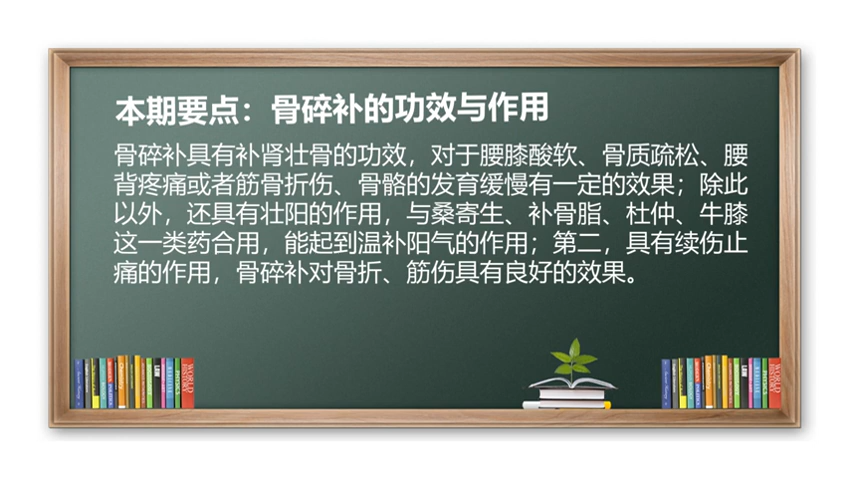 本期要点：骨碎补的功效与作用
骨碎补具有补肾壮骨的功效，对于腰膝酸软、骨质疏松、腰
背疼痛或者筋骨折伤、骨骼的发育缓慢有一定的效果；除此
以外，还具有壮阳的作用，与桑寄生、补骨脂、杜仲、牛膝
这一类药合用，能起到温补阳气的作用；第二，具有续伤止
痛的作用，骨碎补对骨折、筋伤具有良好的效果。
WORLD HISTORY
WORLD HISTORY